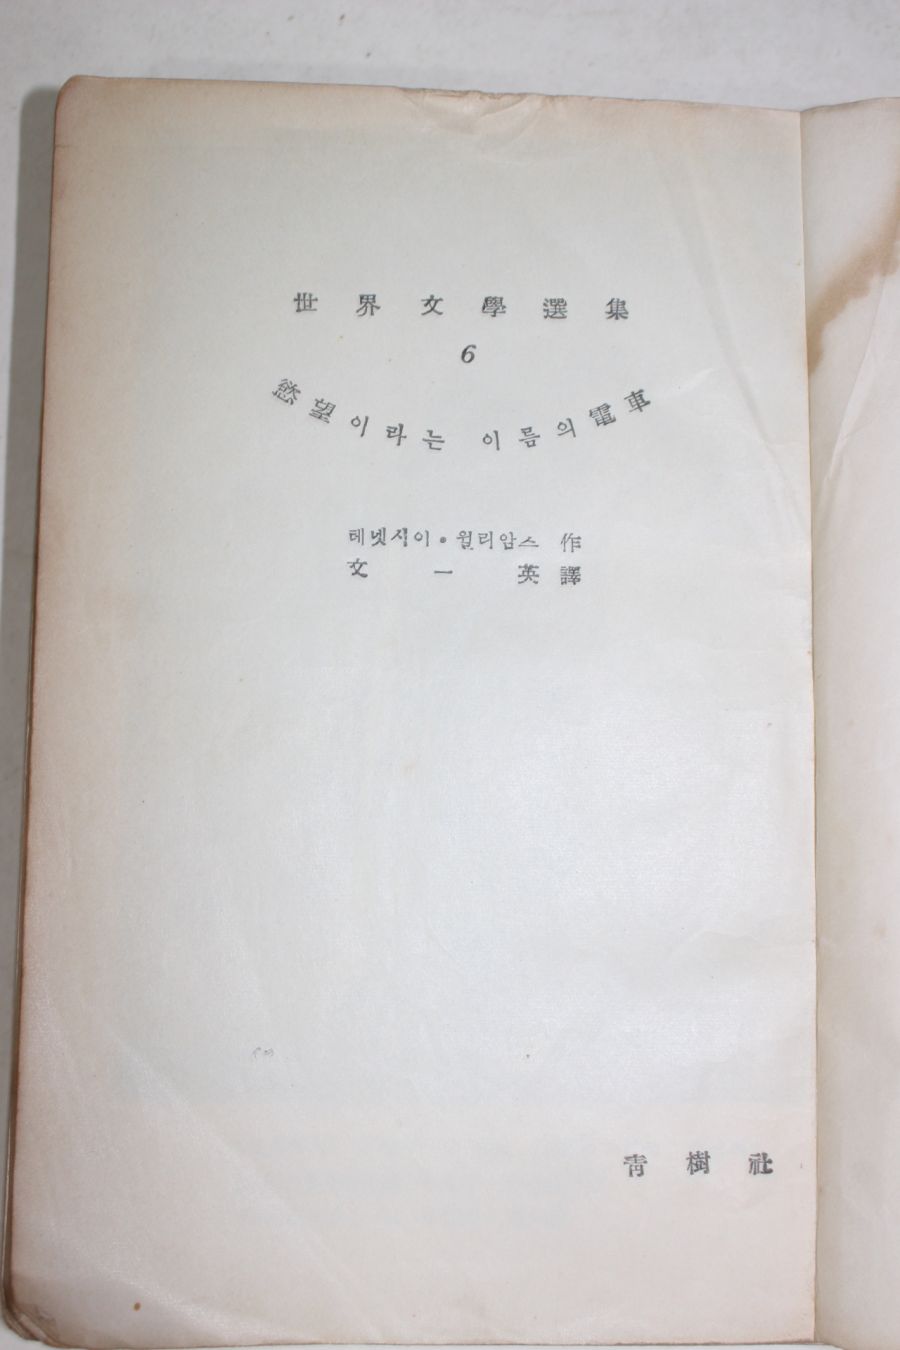 世界文學選集
6
慾望이라는 이름의 電車
테넷시이・윌리암스 作
文一英 譯
靑樹社